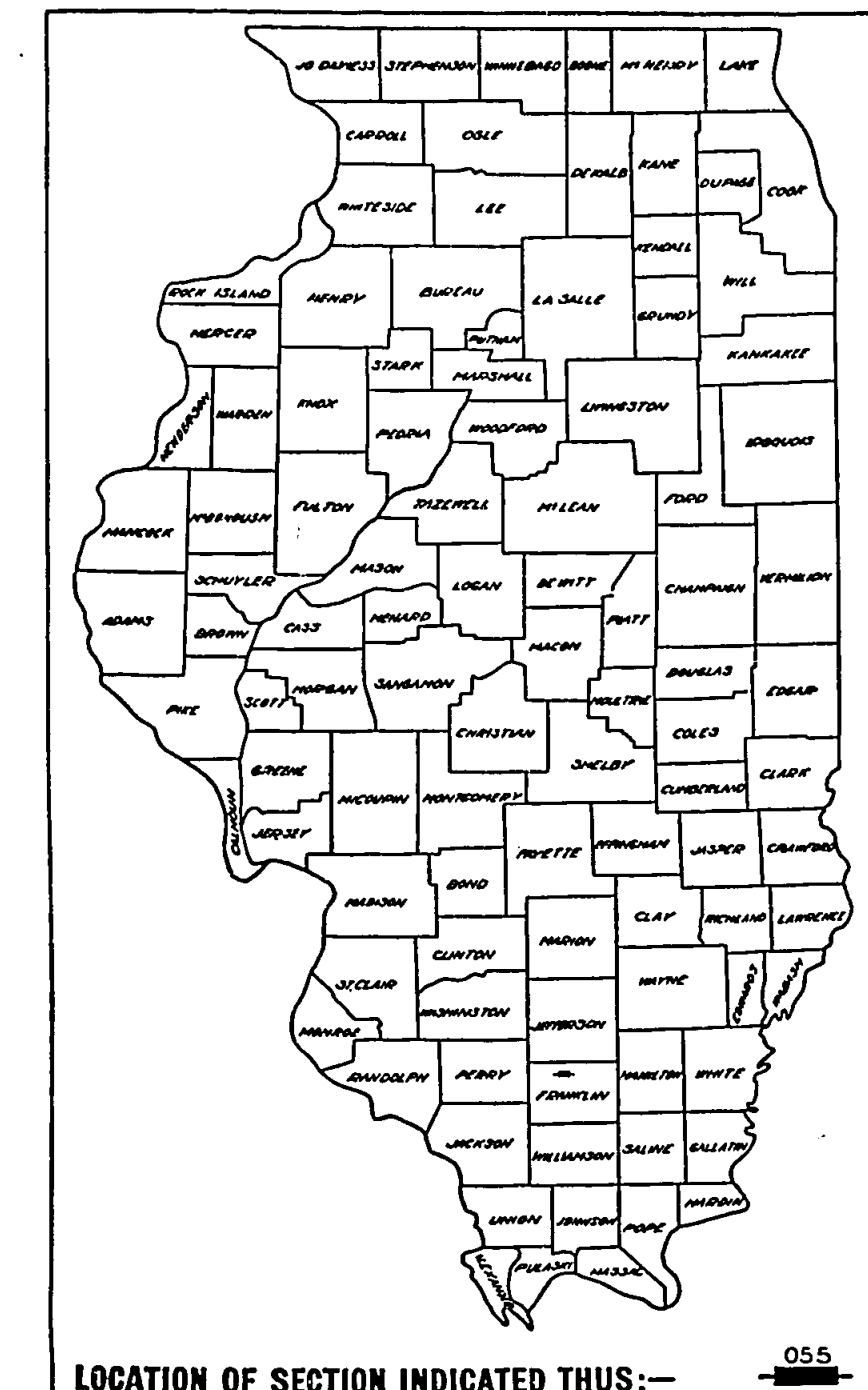 JO DAVIESS STEPHENSON WINNEBAGO BOONE McHENRY LAKE
CARROLL OGLE
DEKALB KANE
DUPAGE COOK
WHITESIDE LEE
KENDALL
WILL
ROCK ISLAND HENRY BUREAU LA SALLE
GRUNDY
MERCER PUTNAM
KANKAKEE
STARK MARSHALL
HENDERSON WARREN KNOX PEORIA WOODFORD LIVINGSTON
IROQUOIS
HANCOCK McDONOUGH FULTON TAZEWELL McLEAN FORD
MASON
SCHUYLER LOGAN DEWITT CHAMPAIGN VERMILION
ADAMS BROWN CASS MENARD PIATT
MACON
PIKE SCOTT MORGAN SANGAMON MOULTRIE DOUGLAS EDGAR
CHRISTIAN COLES
GREENE SHELBY CLARK
CALHOUN JERSEY MACOUPIN MONTGOMERY CUMBERLAND
FAYETTE EFFINGHAM JASPER CRAWFORD
MADISON BOND
CLAY RICHLAND LAWRENCE
CLINTON MARION
ST. CLAIR WAYNE EDWARDS WABASH
MONROE WASHINGTON JEFFERSON
RANDOLPH PERRY FRANKLIN HAMILTON WHITE
JACKSON WILLIAMSON SALINE GALLATIN
UNION JOHNSON POPE HARDIN
ALEXANDER PULASKI MASSAC
LOCATION OF SECTION INDICATED THUS:—
055